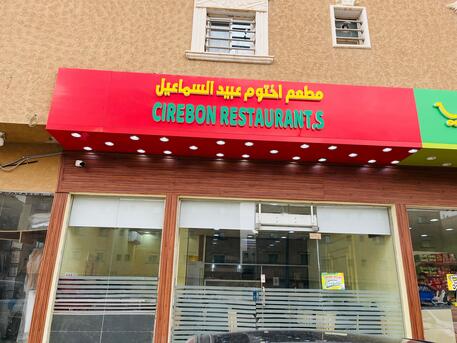 مطعم اختوم عبيد السماعيل
CIREBON RESTAURANT,S